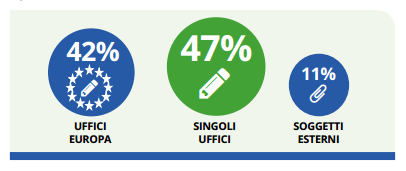 42%
47%
11%
UFFICI
EUROPA
SINGOLI
UFFICI
SOGGETTI
ESTERNI